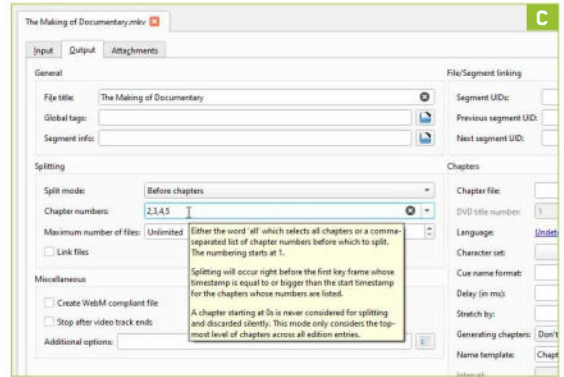 The Making of Documentary.mkv
C
Input Output Attachments
General
File title: The Making of Documentary
Global tags:
Segment info:
File/Segment linking
Segment UIDs:
Previous segment UID:
Next segment UID:
Splitting
Split mode: Before chapters
Chapter numbers: 2,3,4,5
Maximum number of files: Unlimited
Link files
Either the word 'all' which selects all chapters or a comma-
separated list of chapter numbers before which to split.
The numbering starts at 1.
Splitting will occur right before the first key frame whose
timestamp is equal to or bigger than the start timestamp
for the chapters whose numbers are listed.
A chapter starting at 0s is never considered for splitting
and discarded silently. This mode only considers the top-
most level of chapters across all edition entries.
Miscellaneous
Create WebM compliant file
Stop after video track ends
Additional options:
Chapters
Chapter file:
DVD title number: 1
Language: Undet
Character set:
Cue name format:
Delay (in ms):
Stretch by:
Generating chapters: Don't
Name template: Chapt